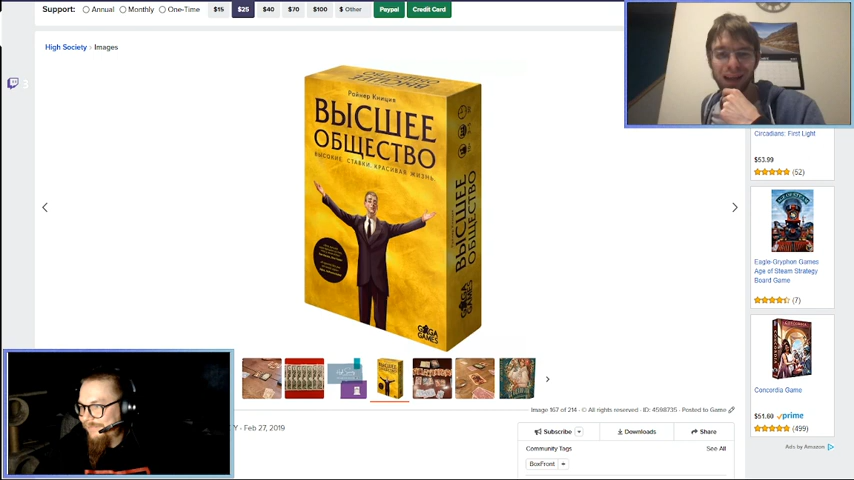 Support: Annual Monthly One-Time $15 $25 $40 $70 $100 $ Other Paypal Credit Card
High Society › Images
Райнер Книция
ВЫСШЕЕ
ОБЩЕСТВО
ВЫСОКИЕ СТАВКИ. КРАСИВАЯ ЖИЗНЬ
ВЫСШЕЕ
ОБЩЕСТВО
GAGA
GAMES
GAGA
GAMES
Circadians: First Light
$53.99
(52)
Eagle-Gryphon Games
Age of Steam Strategy
Board Game
(7)
Concordia Game
$51.60 prime
(499)
Ads by Amazon
Image 167 of 214 · © All rights reserved · ID: 4598735 · Posted to Game
Y - Feb 27, 2019
Subscribe Downloads Share
Community Tags See All
BoxFront +